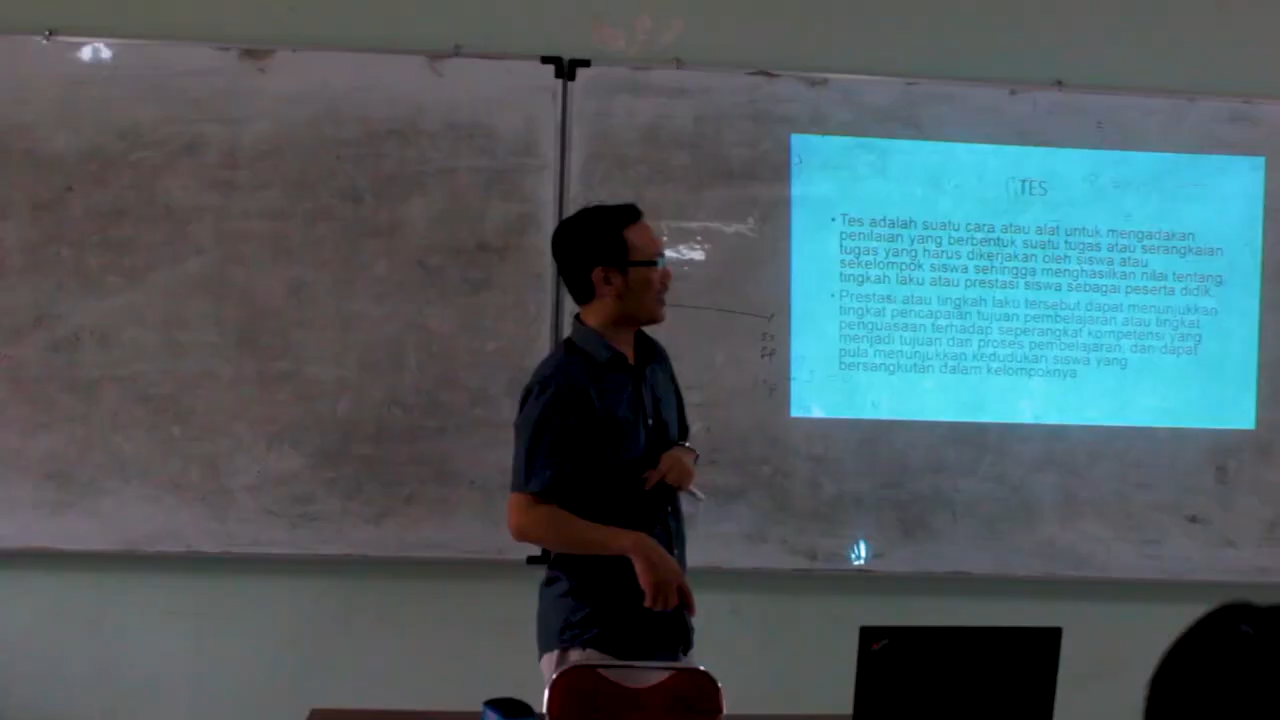 TES
• Tes adalah suatu cara atau alat untuk mengadakan
penilaian yang berbentuk suatu tugas atau serangkaian
tugas yang harus dikerjakan oleh siswa atau
sekelompok siswa sehingga menghasilkan nilai tentang
tingkah laku atau prestasi siswa sebagai peserta didik.
• Prestasi atau tingkah laku tersebut dapat menunjukkan
tingkat pencapaian tujuan pembelajaran atau tingkat
penguasaan terhadap seperangkat kompetensi yang
menjadi tujuan dan proses pembelajaran, dan dapat
pula menunjukkan kedudukan siswa yang
bersangkutan dalam kelompoknya